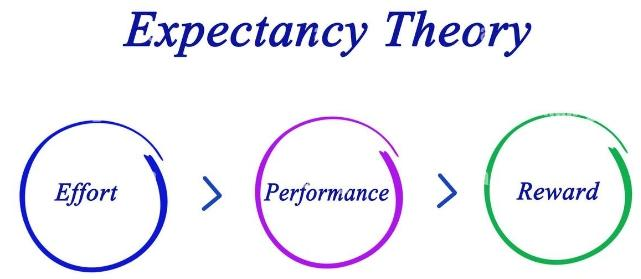 Expectancy Theory
Effort > Performance > Reward